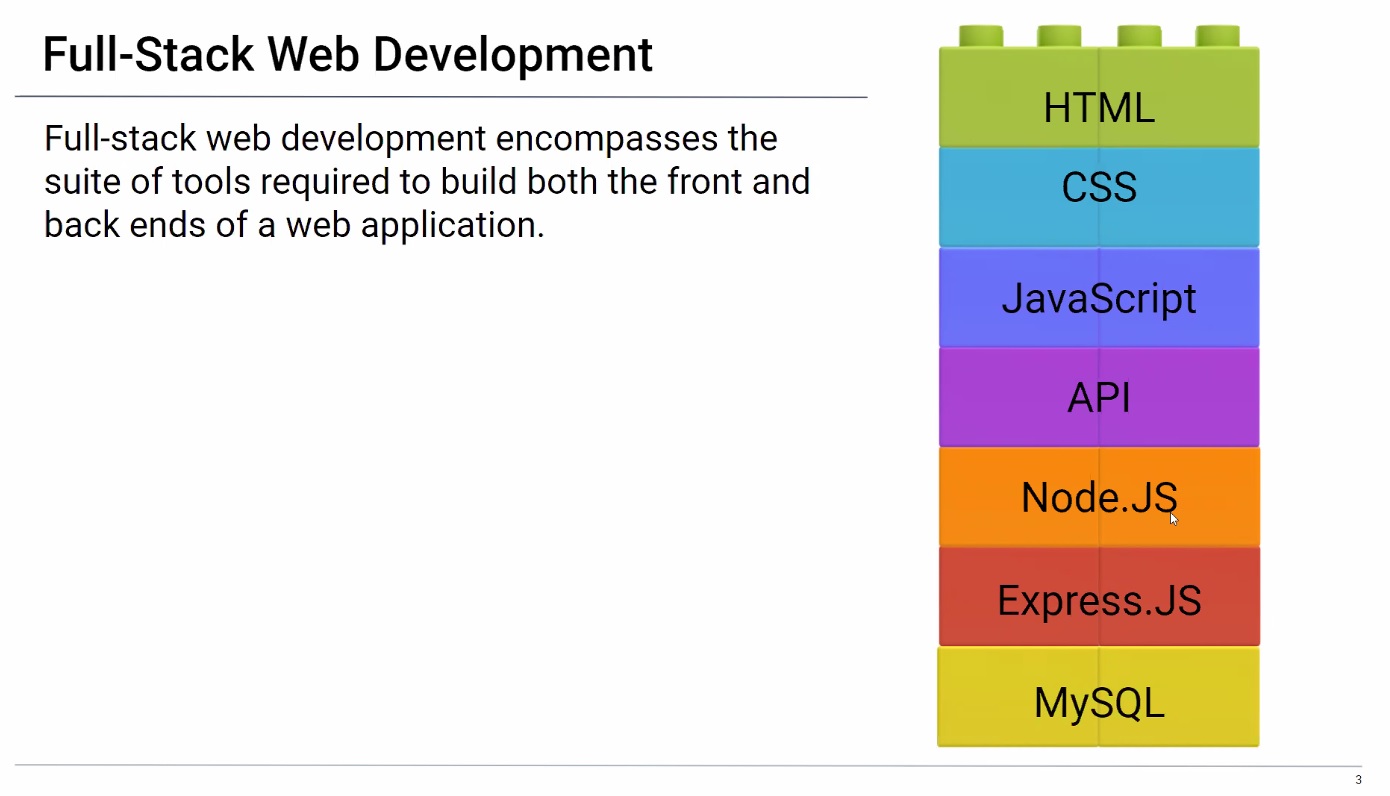 Full-Stack Web Development
Full-stack web development encompasses the
suite of tools required to build both the front and
back ends of a web application.
HTML
CSS
JavaScript
API
Node.JS
Express.JS
MySQL
3